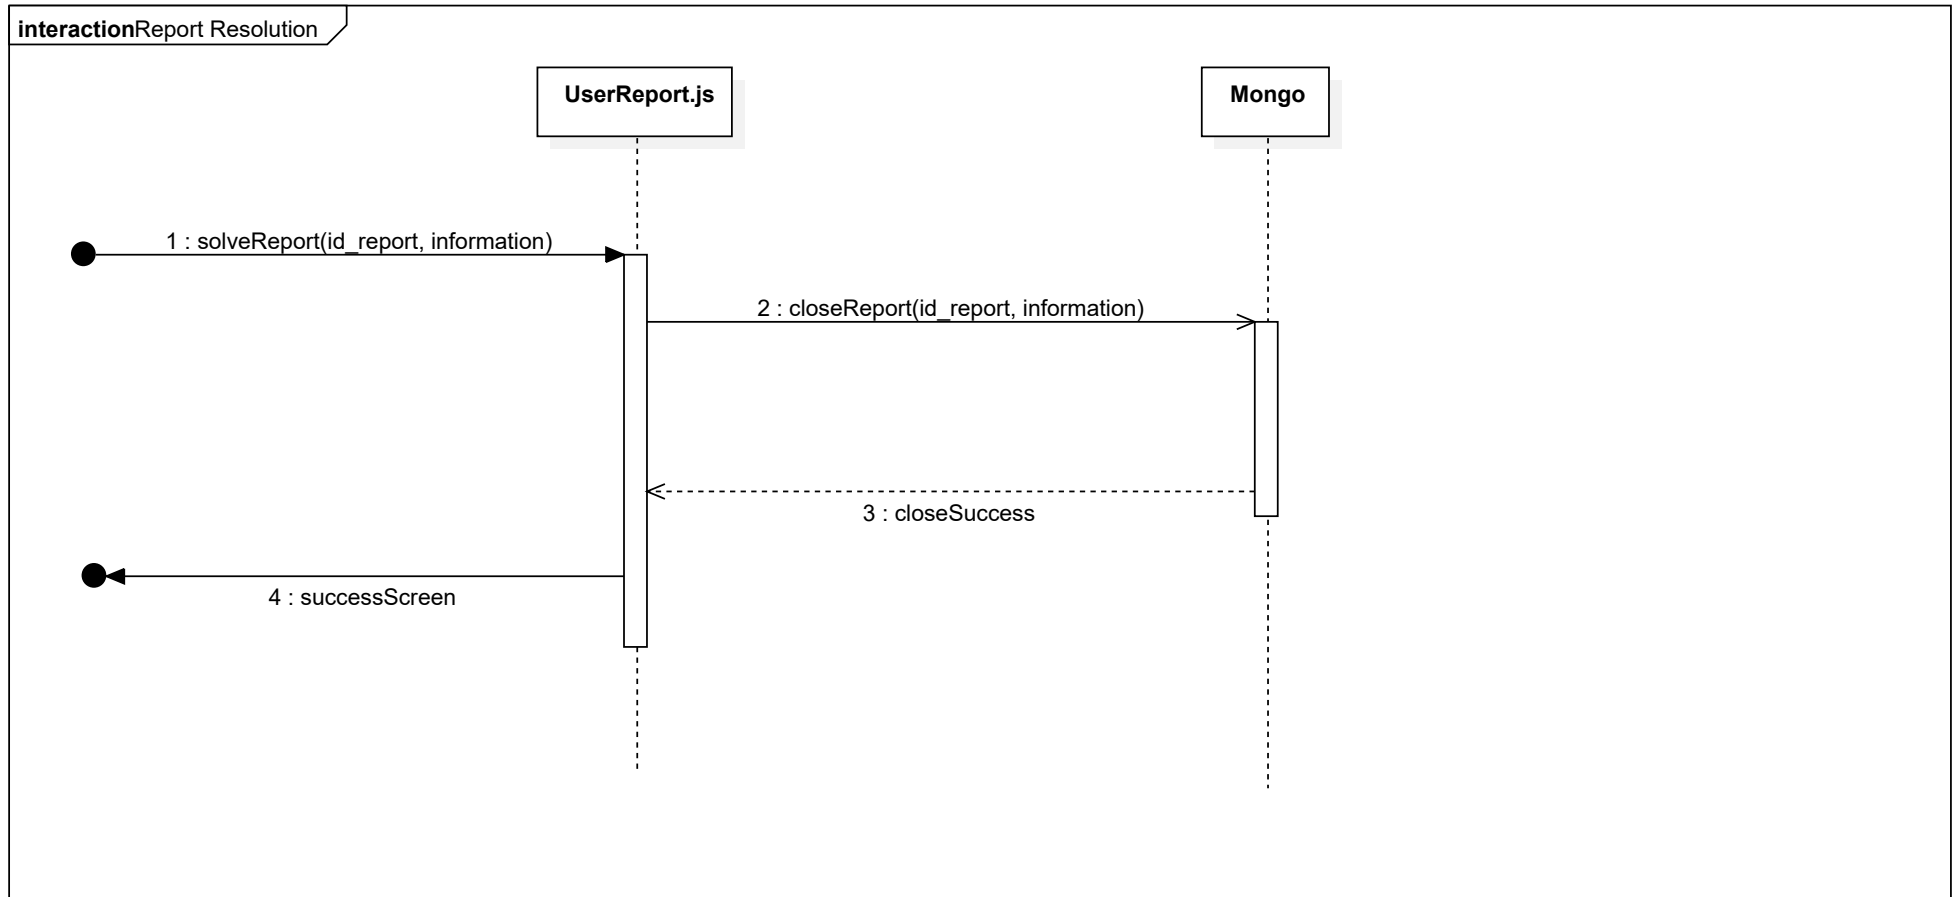 interactionReport Resolution
UserReport.js
Mongo
1 : solveReport(id_report, information)
2 : closeReport(id_report, information)
3 : closeSuccess
4 : successScreen